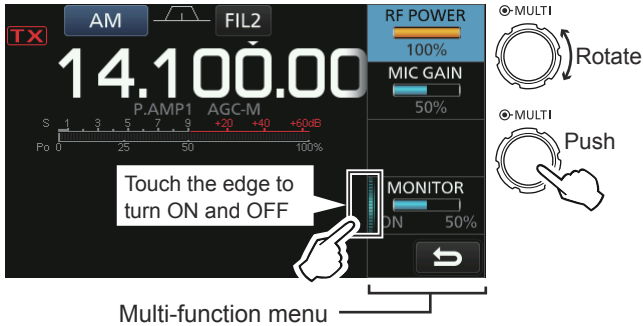 AM FIL2 RF POWER
TX
100%
14.100.00
MIC GAIN
50%
P.AMP1 AGC-M
S 1 3 5 7 9 +20 +40 +60dB
Po 0 25 50 100%
Touch the edge to
turn ON and OFF
MONITOR
ON 50%
MULTI
Rotate
MULTI
Push
Multi-function menu